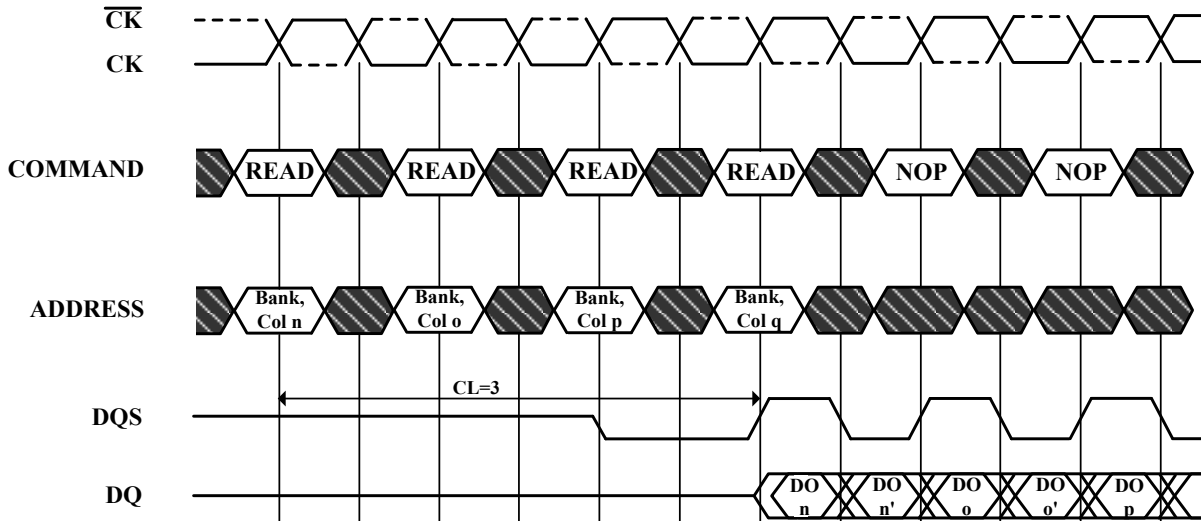 CK
CK
COMMAND
READ
READ
READ
READ
NOP
NOP
ADDRESS
Bank,
Col n
Bank,
Col o
Bank,
Col p
Bank,
Col q
CL=3
DQS
DQ
DO
n
DO
n'
DO
o
DO
o'
DO
p